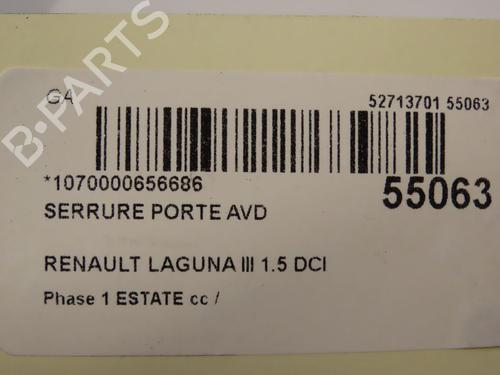 G4
52713701 55063
*1070000656686
55063
SERRURE PORTE AVD
RENAULT LAGUNA III 1.5 DCI
Phase 1 ESTATE cc /
B-PARTS